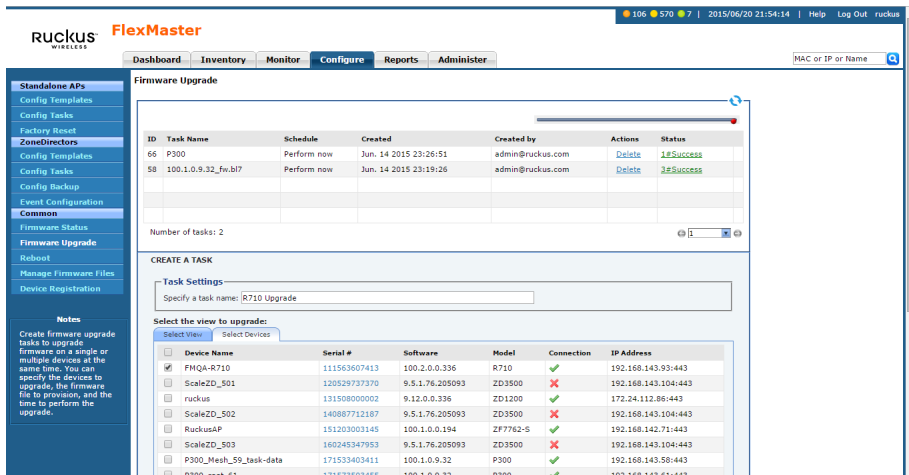 106 570 7 | 2015/06/20 21:54:14 | Help Log Out ruckus
RUCKUS WIRELESS FlexMaster
Dashboard Inventory Monitor Configure Reports Administer MAC or IP or Name
Standalone APs
Config Templates
Config Tasks
Factory Reset
ZoneDirectors
Config Templates
Config Tasks
Config Backup
Event Configuration
Common
Firmware Status
Firmware Upgrade
Reboot
Manage Firmware Files
Device Registration
Notes
Create firmware upgrade
tasks to upgrade
firmware on a single or
multiple devices at the
same time. You can
specify the devices to
upgrade, the firmware
file to provision, and the
time to perform the
upgrade.
Firmware Upgrade
ID Task Name Schedule Created Created by Actions Status
66 P300 Perform now Jun. 14 2015 23:26:51 admin@ruckus.com Delete 1#Success
58 100.1.0.9.32_fw.bl7 Perform now Jun. 14 2015 23:19:26 admin@ruckus.com Delete 3#Success
Number of tasks: 2 1
CREATE A TASK
Task Settings
Specify a task name: R710 Upgrade
Select the view to upgrade:
Select View Select Devices
Device Name Serial # Software Model Connection IP Address
FMQA-R710 111563607413 100.2.0.0.336 R710 192.168.143.93:443
ScaleZD_501 120529737370 9.5.1.76.205093 ZD3500 192.168.143.104:443
ruckus 131508000002 9.12.0.0.336 ZD1200 172.24.112.86:443
ScaleZD_502 140887712187 9.5.1.76.205093 ZD3500 192.168.143.104:443
RuckusAP 151203003145 100.1.0.0.194 ZF7762-S 192.168.142.71:443
ScaleZD_503 160245347953 9.5.1.76.205093 ZD3500 192.168.143.104:443
P300_Mesh_59_task-data 171533403411 100.1.0.9.32 P300 192.168.143.58:443